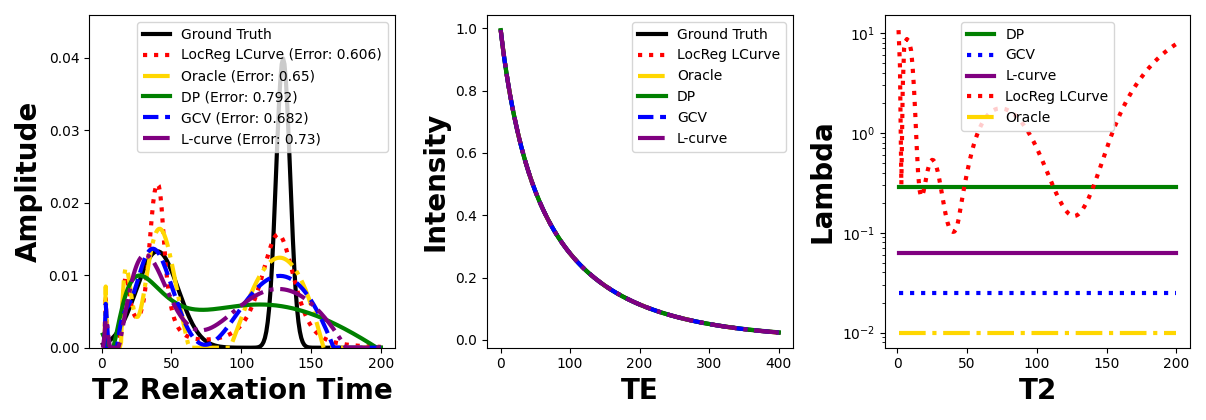 Amplitude
0.04
0.03
0.02
0.01
0.00
0
50
100
150
200
T2 Relaxation Time
Ground Truth
LocReg LCurve (Error: 0.606)
Oracle (Error: 0.65)
DP (Error: 0.792)
GCV (Error: 0.682)
L-curve (Error: 0.73)
Intensity
1.0
0.8
0.6
0.4
0.2
0.0
0
100
200
300
400
TE
Ground Truth
LocReg LCurve
Oracle
DP
GCV
L-curve
Lambda
10¹
10⁰
10⁻¹
10⁻²
0
50
100
150
200
T2
DP
GCV
L-curve
LocReg LCurve
Oracle